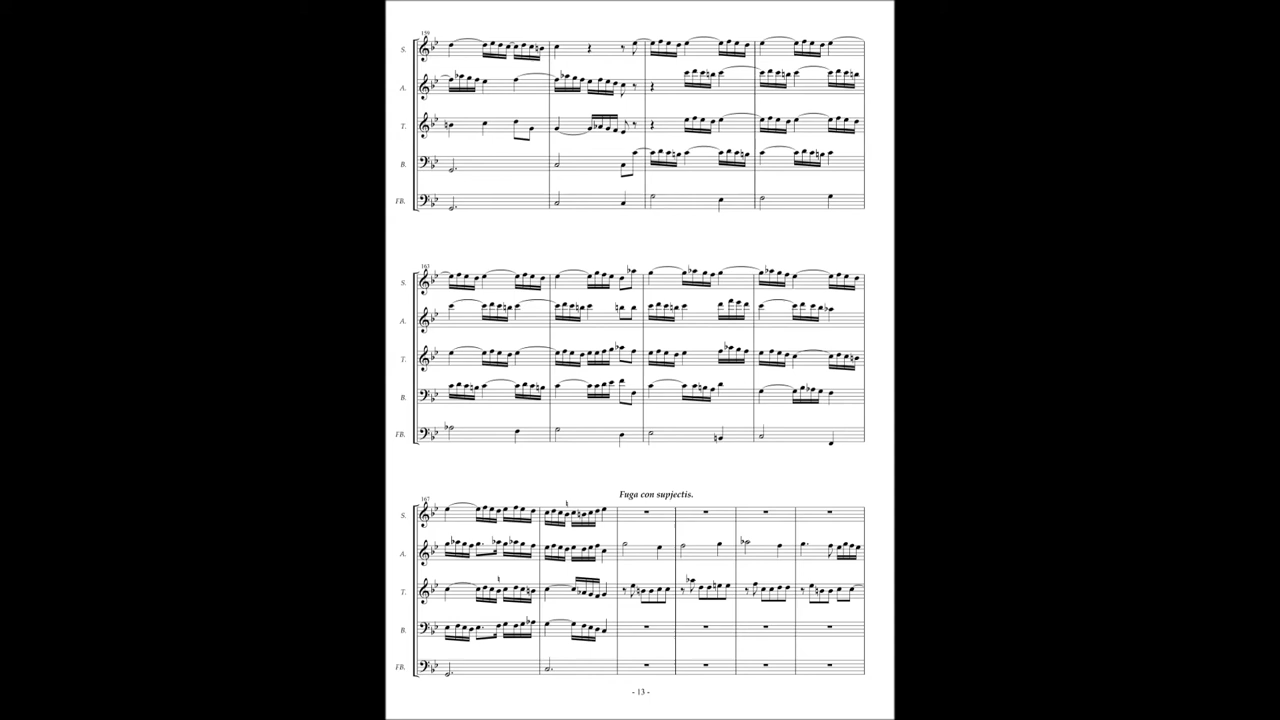 159
S.
A.
T.
B.
FB.
163
S.
A.
T.
B.
FB.
Fuga con supjectis.
167
S.
A.
T.
B.
FB.
- 13 -